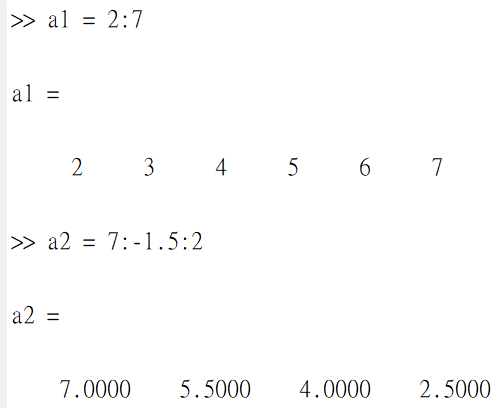 >> a1 = 2:7
a1 =
2 3 4 5 6 7
>> a2 = 7:-1.5:2
a2 =
7.0000 5.5000 4.0000 2.5000